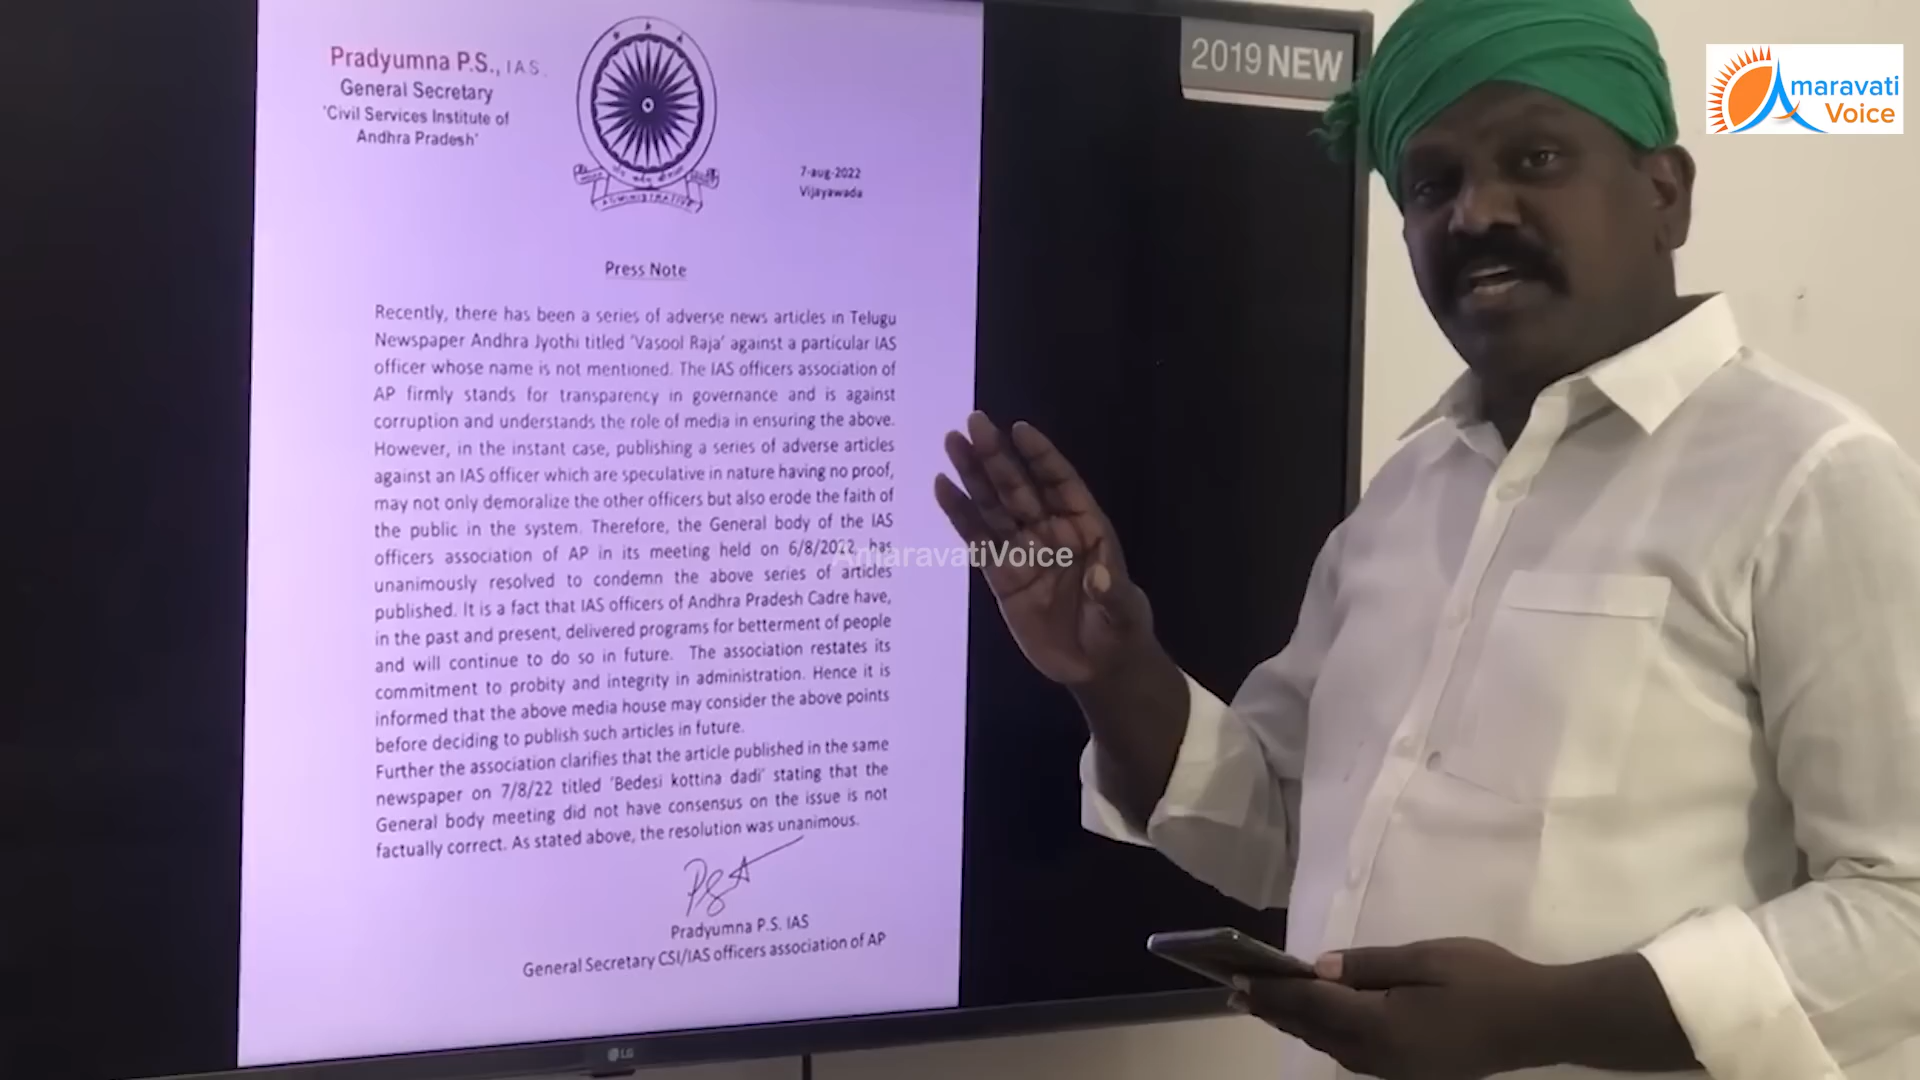 Pradyumna P.S., IAS.
General Secretary
'Civil Services Institute of
Andhra Pradesh'
7-aug-2022
Vijayawada
Press Note
Recently, there has been a series of adverse news articles in Telugu
Newspaper Andhra Jyothi titled 'Vasool Raja' against a particular IAS
officer whose name is not mentioned. The IAS officers association of
AP firmly stands for transparency in governance and is against
corruption and understands the role of media in ensuring the above.
However, in the instant case, publishing a series of adverse articles
against an IAS officer which are speculative in nature having no proof,
may not only demoralize the other officers but also erode the faith of
the public in the system. Therefore, the General body of the IAS
officers association of AP in its meeting held on 6/8/2022 has
unanimously resolved to condemn the above series of articles
published. It is a fact that IAS officers of Andhra Pradesh Cadre have,
in the past and present, delivered programs for betterment of people
and will continue to do so in future. The association restates its
commitment to probity and integrity in administration. Hence it is
informed that the above media house may consider the above points
before deciding to publish such articles in future.
Further the association clarifies that the article published in the same
newspaper on 7/8/22 titled 'Bedesi kottina dadi' stating that the
General body meeting did not have consensus on the issue is not
factually correct. As stated above, the resolution was unanimous.
Pradyumna P.S. IAS
General Secretary CSI/IAS officers association of AP
2019 NEW
Amaravati
Voice
AmaravatiVoice
LG